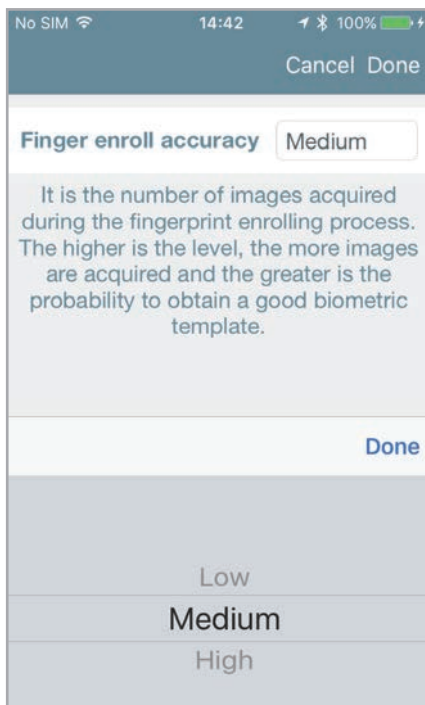 No SIM 14:42 100%
Cancel Done
Finger enroll accuracy Medium
It is the number of images acquired
during the fingerprint enrolling process.
The higher is the level, the more images
are acquired and the greater is the
probability to obtain a good biometric
template.
Done
Low
Medium
High